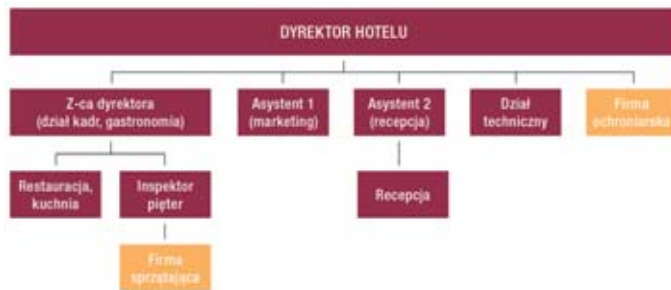 DYREKTOR HOTELU
Z-ca dyrektora
(dział kadr, gastronomia)
Asystent 1
(marketing)
Asystent 2
(recepcja)
Dział
techniczny
Firma
ochroniarska
Restauracja,
kuchnia
Inspektor
pięter
Recepcja
Firma
sprzątająca